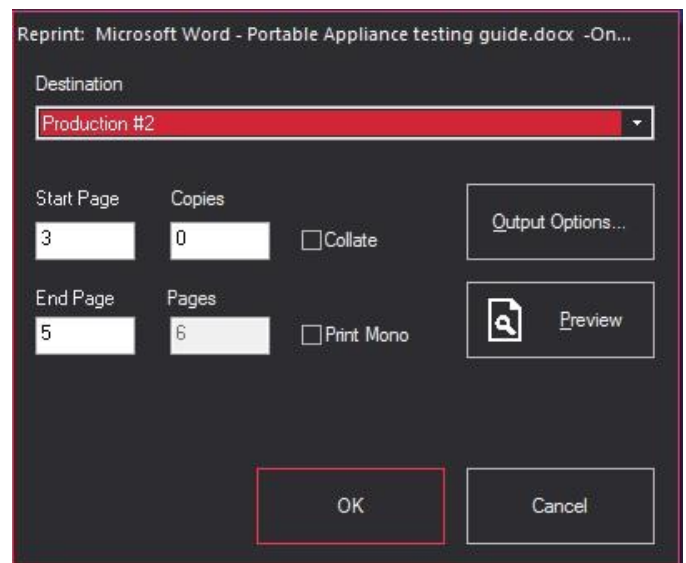 Reprint: Microsoft Word - Portable Appliance testing guide.docx -On...
Destination
Production #2
Start Page Copies
3 0 Collate
Output Options...
End Page Pages
5 6 Print Mono
Preview
OK Cancel